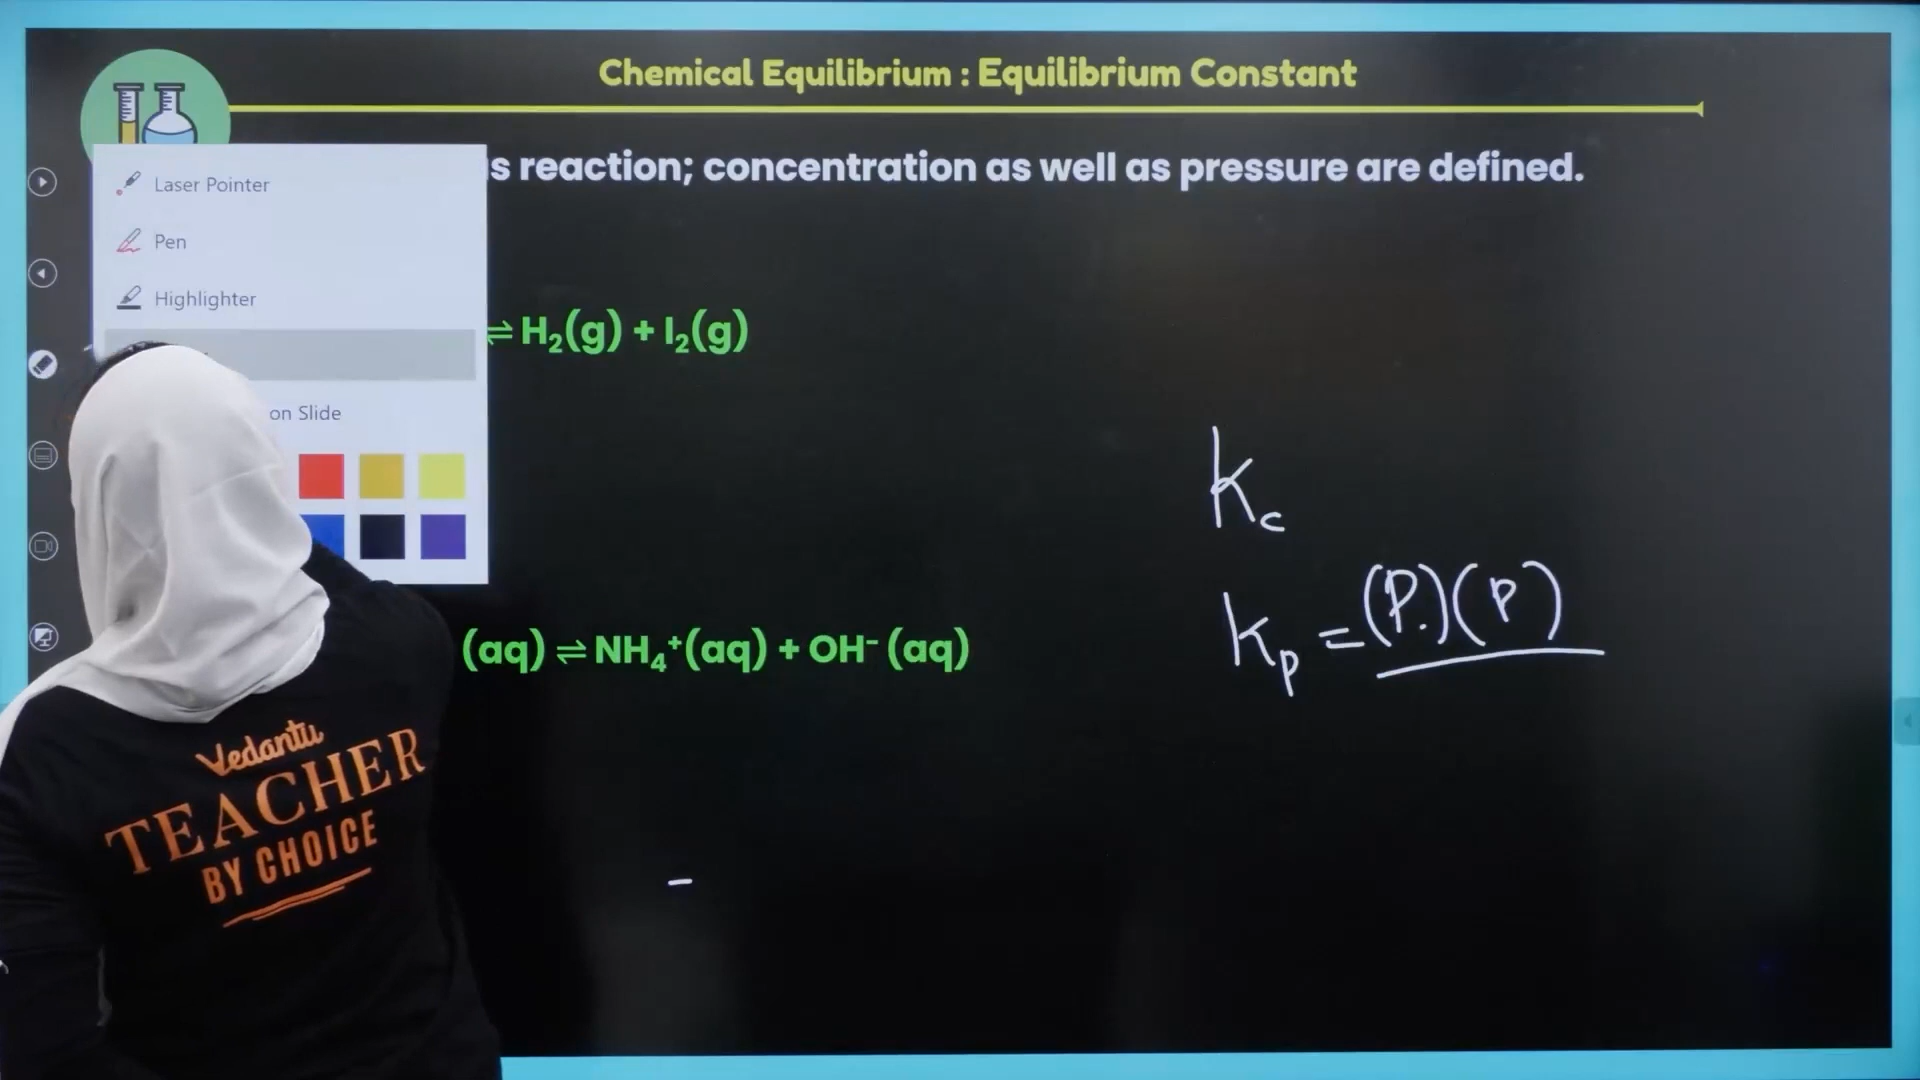 Chemical Equilibrium : Equilibrium Constant
s reaction; concentration as well as pressure are defined.
Laser Pointer
Pen
Highlighter
⇌ H₂(g) + I₂(g)
on Slide
Kc
Kp = (P.)(P)
(aq) ⇌ NH₄⁺(aq) + OH⁻ (aq)
Vedantu
TEACHER
BY CHOICE